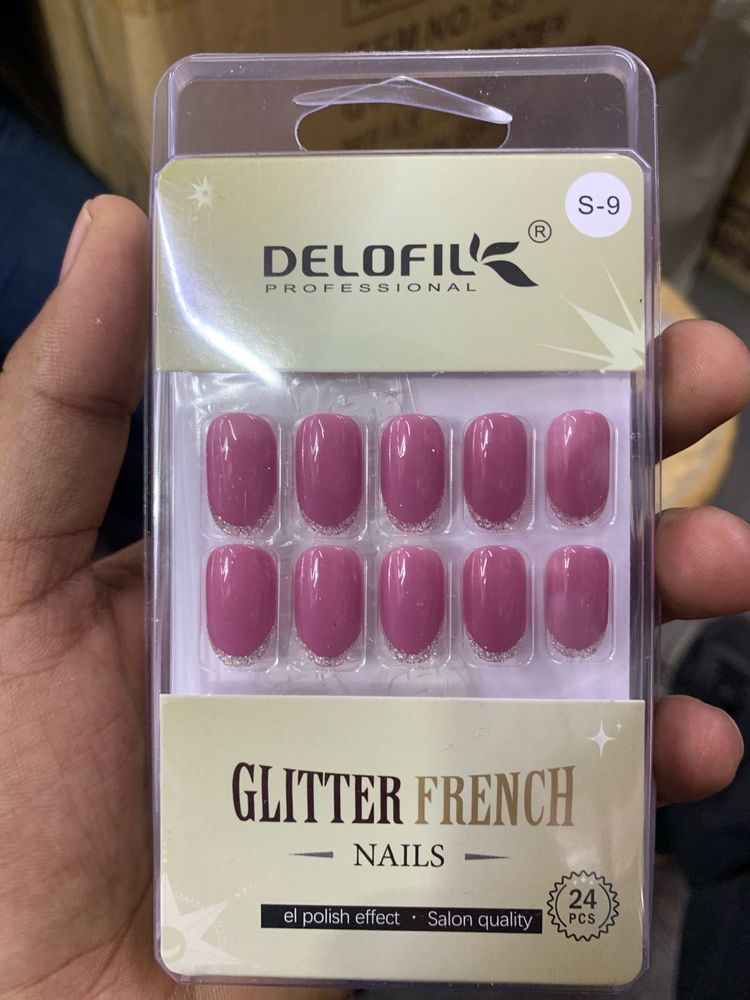 S-9
DELOFIL ®
PROFESSIONAL
GLITTER FRENCH
NAILS
el polish effect · Salon quality
24
PCS